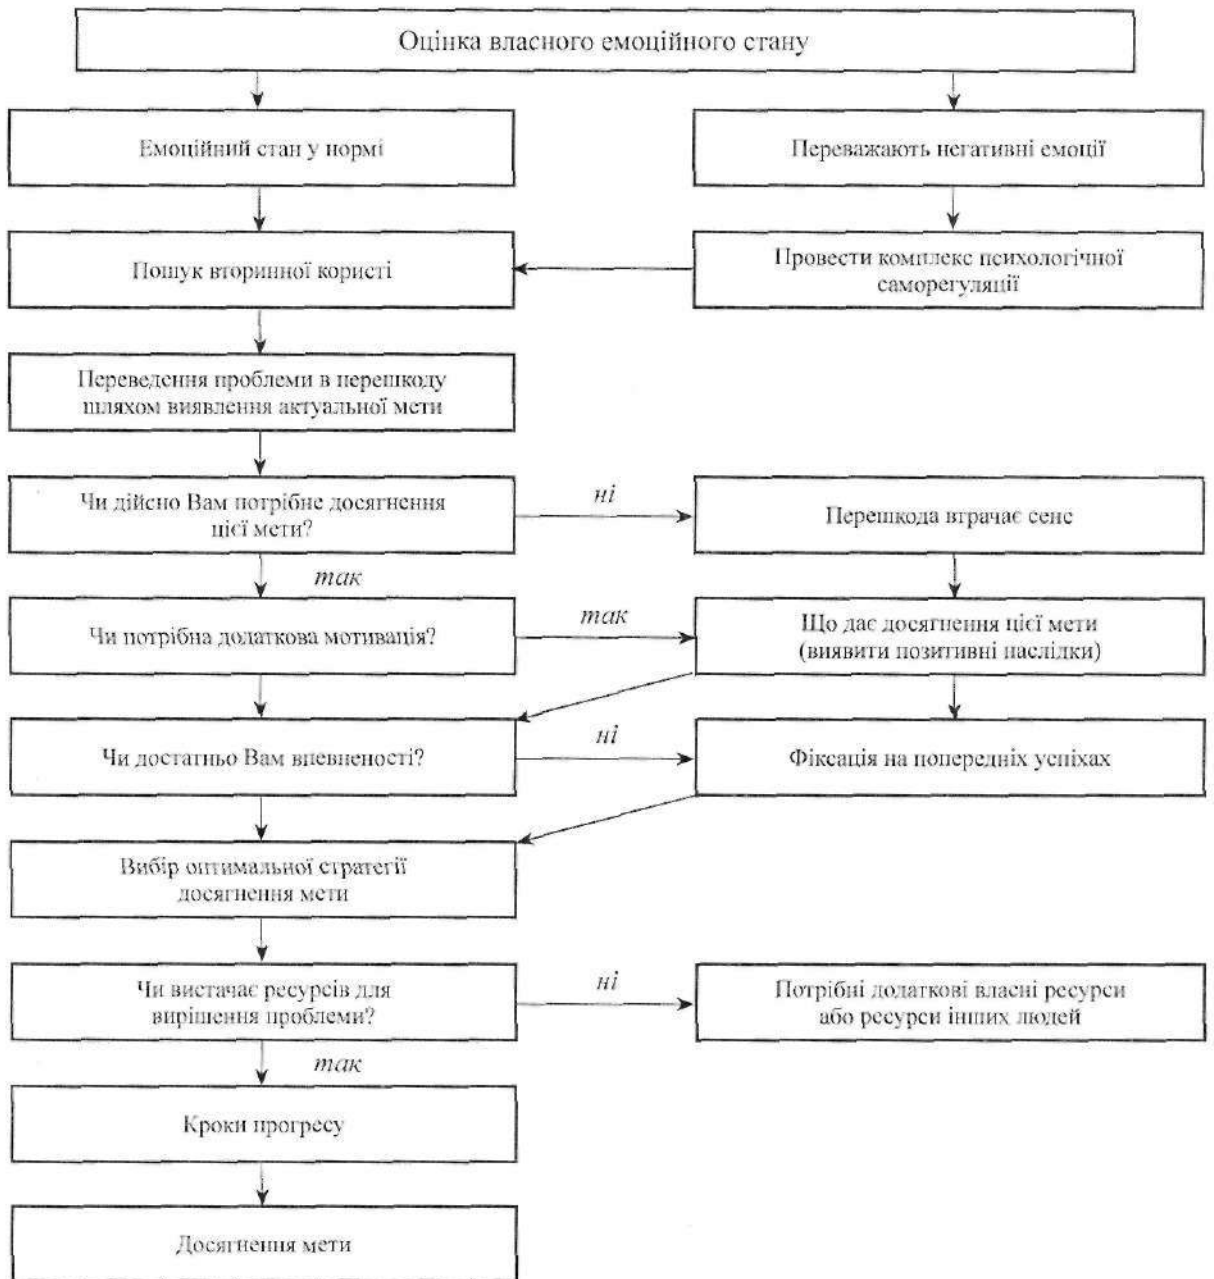 Оцінка власного емоційного стану
Емоційний стан у нормі
Переважають негативні емоції
Пошук вторинної користі
Провести комплекс психологічної
саморегуляції
Переведення проблеми в перешкоду
шляхом виявлення актуальної мети
Чи дійсно Вам потрібне досягнення
цієї мети?
ні
Перешкода втрачає сенс
так
Чи потрібна додаткова мотивація?
так
Що дає досягнення цієї мети
(виявити позитивні наслідки)
Чи достатньо Вам впевненості?
ні
Фіксація на попередніх успіхах
Вибір оптимальної стратегії
досягнення мети
Чи вистачає ресурсів для
вирішення проблеми?
ні
Потрібні додаткові власні ресурси
або ресурси інших людей
так
Кроки прогресу
Досягнення мети